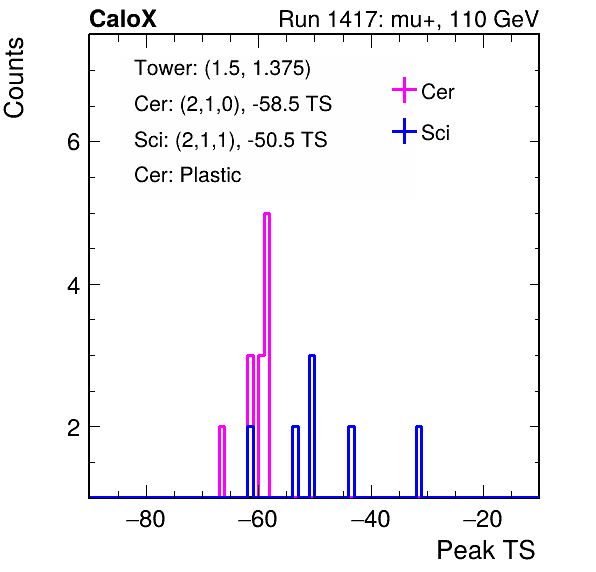 CaloX Run 1417: mu+, 110 GeV
Counts
Tower: (1.5, 1.375)
Cer: (2,1,0), -58.5 TS
Sci: (2,1,1), -50.5 TS
Cer: Plastic
Cer
Sci
6
4
2
−80 −60 −40 −20
Peak TS